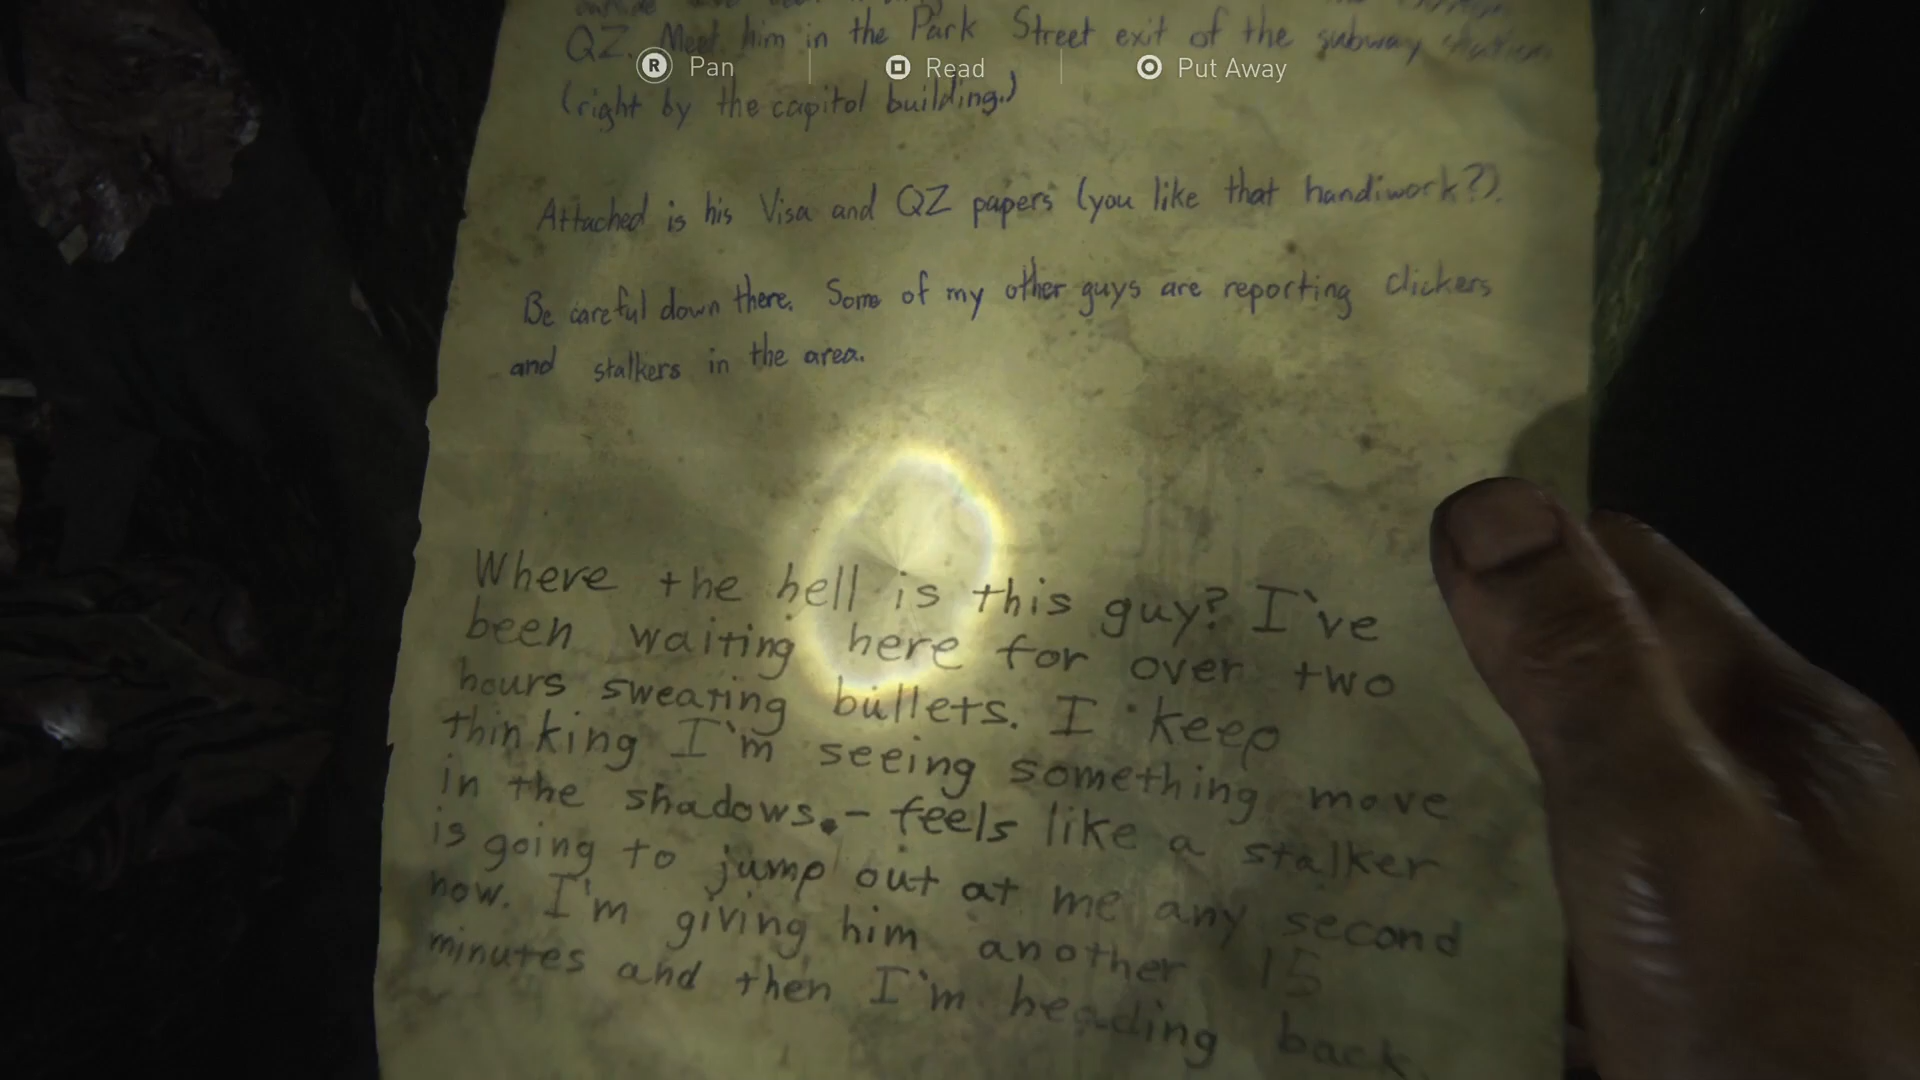 QZ. Meet him in the Park Street exit of the subway station
R Pan Read Put Away
(right by the capitol building.)
Attached is his Visa and QZ papers (you like that handiwork?).
Be careful down there. Some of my other guys are reporting clickers
and stalkers in the area.
Where the hell is this guy? I've
been waiting here for over two
hours sweating bullets. I keep
thinking I'm seeing something move
in the shadows. - feels like a stalker
is going to jump out at me any second
now. I'm giving him another 15
minutes and then I'm heading back.